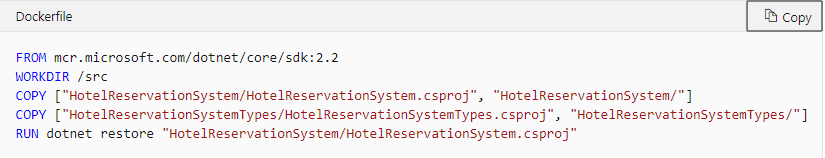 Dockerfile
Copy
FROM mcr.microsoft.com/dotnet/core/sdk:2.2
WORKDIR /src
COPY ["HotelReservationSystem/HotelReservationSystem.csproj", "HotelReservationSystem/"]
COPY ["HotelReservationSystemTypes/HotelReservationSystemTypes.csproj", "HotelReservationSystemTypes/"]
RUN dotnet restore "HotelReservationSystem/HotelReservationSystem.csproj"